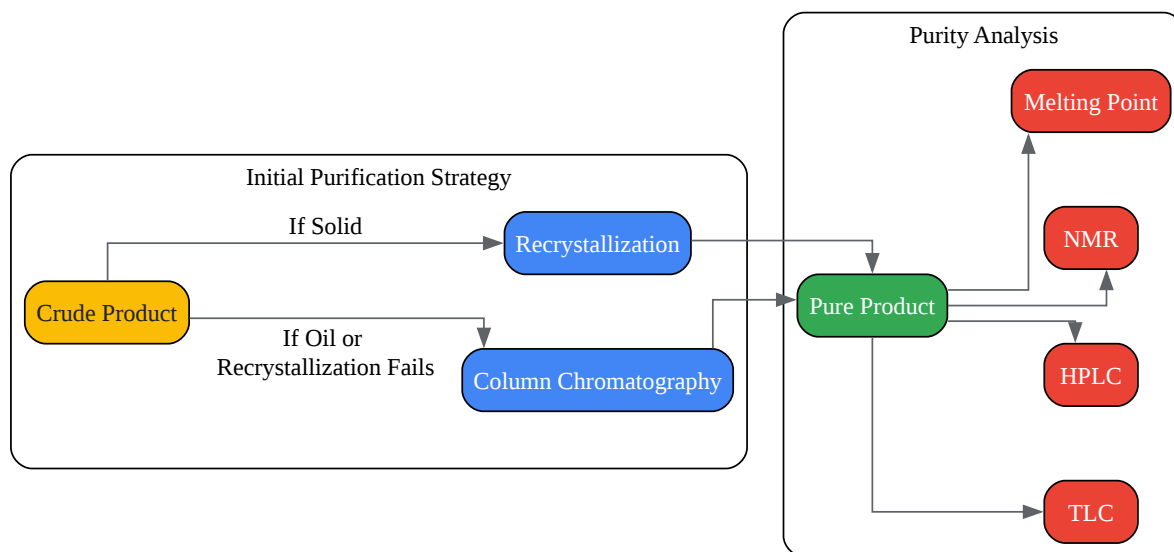 Purity Analysis
Melting Point
Initial Purification Strategy
If Solid
Recrystallization
NMR
Crude Product
Pure Product
If Oil or
Recrystallization Fails
Column Chromatography
HPLC
TLC